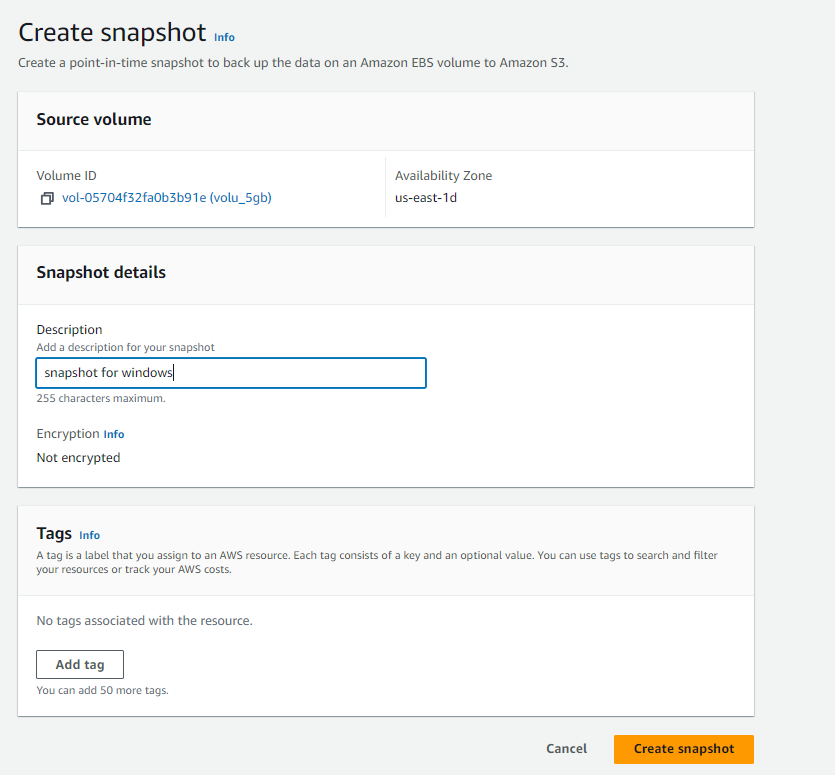 Create snapshot Info
Create a point-in-time snapshot to back up the data on an Amazon EBS volume to Amazon S3.
Source volume
Volume ID
vol-05704f32fa0b3b91e (volu_5gb)
Availability Zone
us-east-1d
Snapshot details
Description
Add a description for your snapshot
snapshot for windows
255 characters maximum.
Encryption Info
Not encrypted
Tags Info
A tag is a label that you assign to an AWS resource. Each tag consists of a key and an optional value. You can use tags to search and filter
your resources or track your AWS costs.
No tags associated with the resource.
Add tag
You can add 50 more tags.
Cancel
Create snapshot